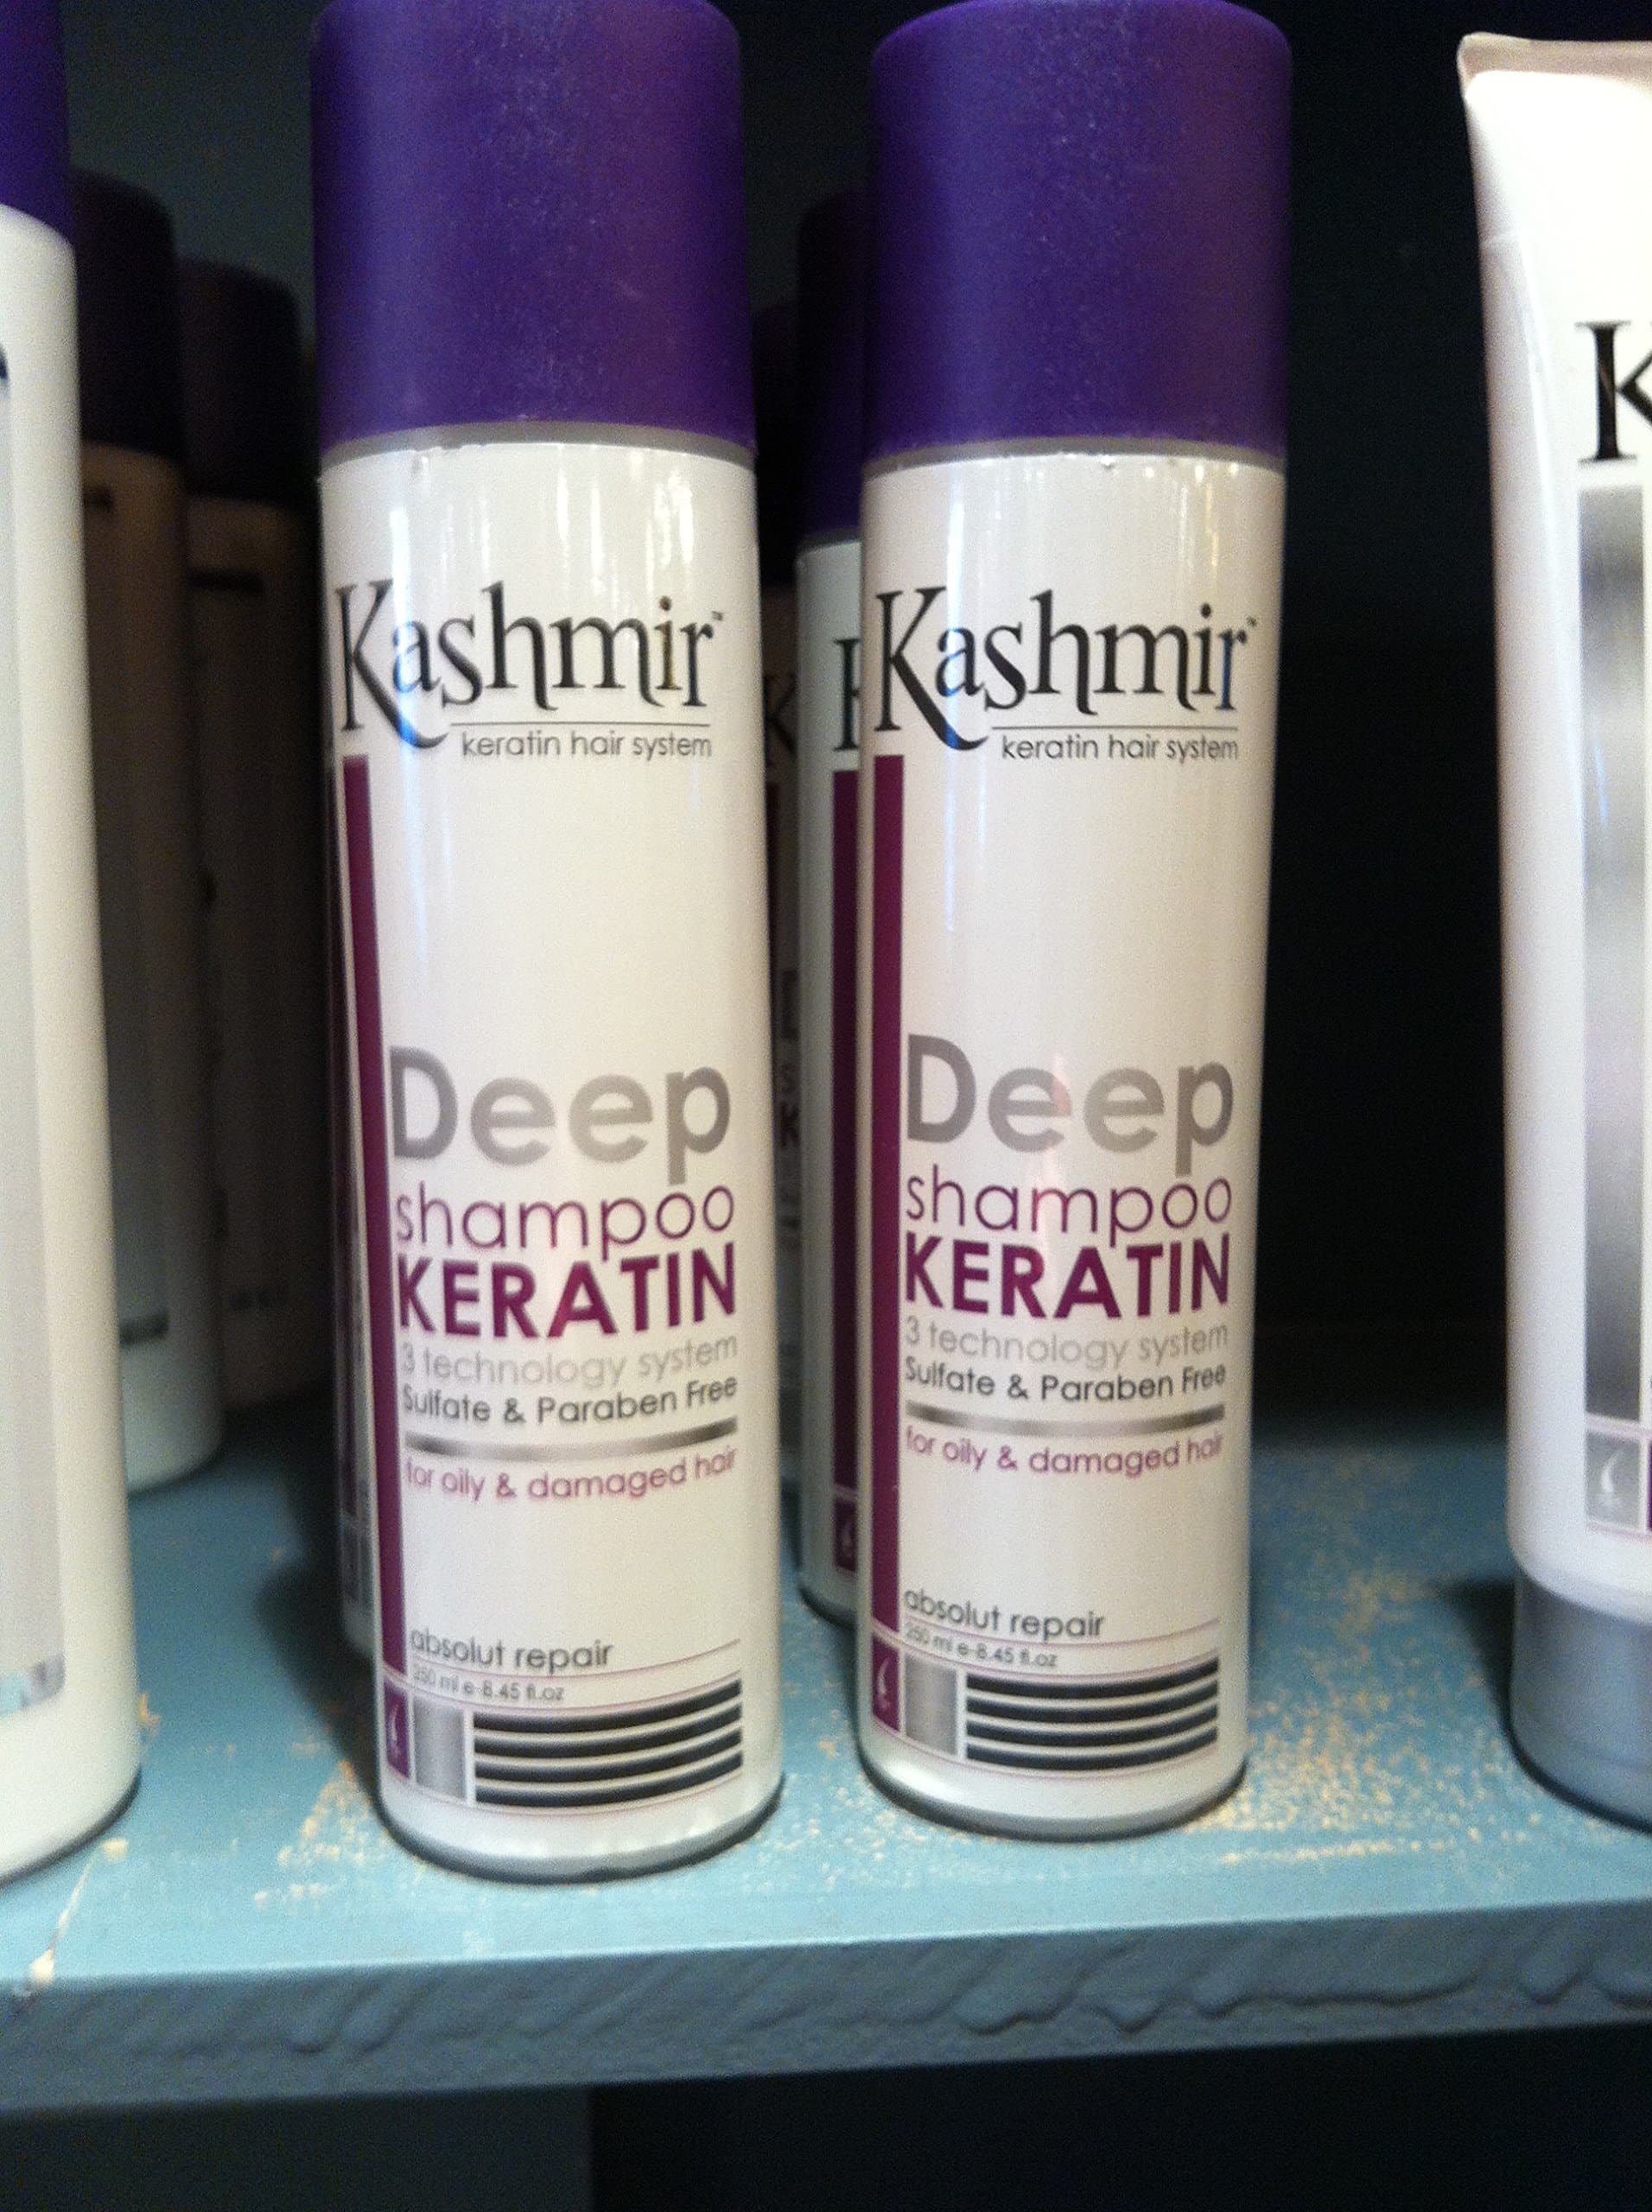 Kashmir™
keratin hair system
Deep
shampoo
KERATIN
3 technology system
Sulfate & Paraben Free
for oily & damaged hair
absolut repair
250 ml e-8.45 fl.oz
Kashmir™
keratin hair system
Deep
shampoo
KERATIN
3 technology system
Sulfate & Paraben Free
for oily & damaged hair
absolut repair
250 ml e-8.45 fl.oz
K